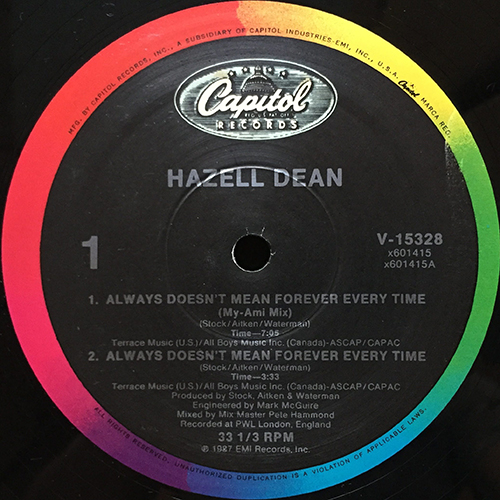 MFG. BY CAPITOL RECORDS, INC., A SUBSIDIARY OF CAPITOL INDUSTRIES-EMI, INC., U.S.A. Capitol MARCA REG.
Capitol
RECORDS
HAZELL DEAN
1
V-15328
x601415
x601415A
1. ALWAYS DOESN'T MEAN FOREVER EVERY TIME
(My-Ami Mix)
(Stock/Aitken/Waterman)
Time—7:05
Terrace Music (U.S.)/All Boys Music Inc. (Canada)-ASCAP/CAPAC
2. ALWAYS DOESN'T MEAN FOREVER EVERY TIME
(Stock/Aitken/Waterman)
Time—3:33
Terrace Music (U.S.)/All Boys Music Inc. (Canada)-ASCAP/CAPAC
Produced by Stock, Aitken & Waterman
Engineered by Mark McGuire
Mixed by Mix Master Pete Hammond
Recorded at PWL London, England
33 1/3 RPM
℗ 1987 EMI Records, Inc.
ALL RIGHTS RESERVED. UNAUTHORIZED DUPLICATION IS A VIOLATION OF APPLICABLE LAWS.